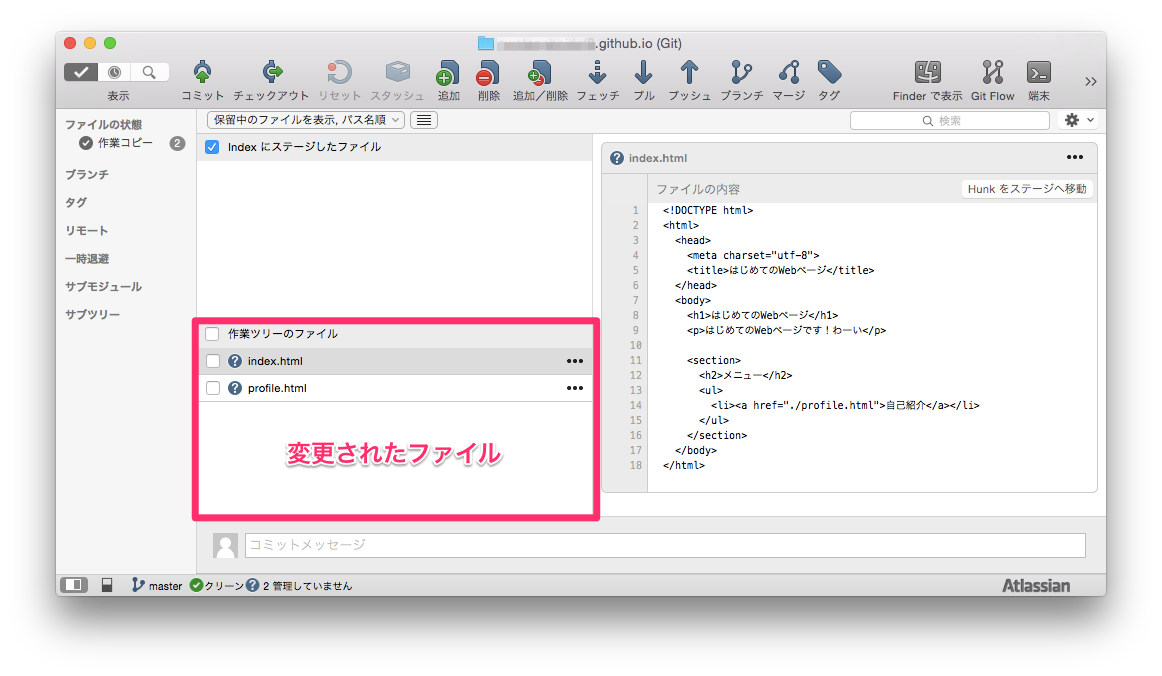 .github.io (Git)
表示 コミット チェックアウト リセット スタッシュ 追加 削除 追加／削除 フェッチ プル プッシュ ブランチ マージ タグ Finder で表示 Git Flow 端末
保留中のファイルを表示, パス名順
検索
ファイルの状態
作業コピー 2
ブランチ
タグ
リモート
一時退避
サブモジュール
サブツリー
Index にステージしたファイル
作業ツリーのファイル
index.html
profile.html
変更されたファイル
index.html
ファイルの内容 Hunk をステージへ移動
1 <!DOCTYPE html>
2 <html>
3 <head>
4 <meta charset="utf-8">
5 <title>はじめてのWebページ</title>
6 </head>
7 <body>
8 <h1>はじめてのWebページ</h1>
9 <p>はじめてのWebページです！わーい</p>
10
11 <section>
12 <h2>メニュー</h2>
13 <ul>
14 <li><a href="./profile.html">自己紹介</a></li>
15 </ul>
16 </section>
17 </body>
18 </html>
コミットメッセージ
master クリーン 2 管理していません
Atlassian